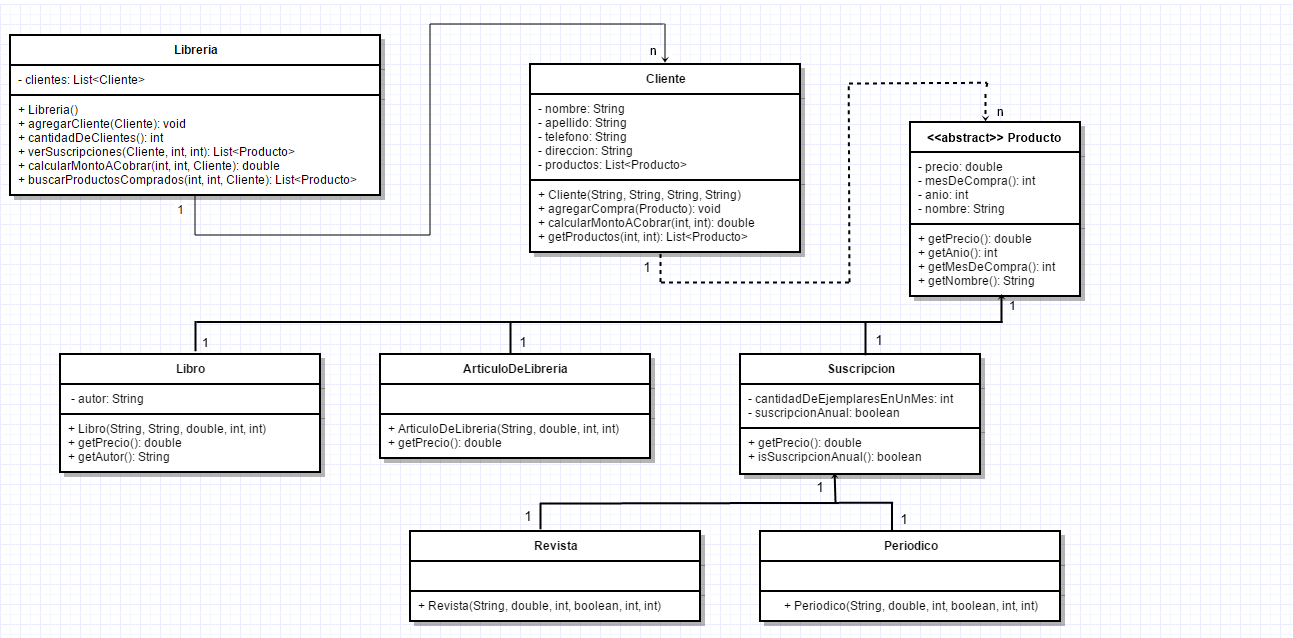 Libreria
- clientes: List<Cliente>
+ Libreria()
+ agregarCliente(Cliente): void
+ cantidadDeClientes(): int
+ verSuscripciones(Cliente, int, int): List<Producto>
+ calcularMontoACobrar(int, int, Cliente): double
+ buscarProductosComprados(int, int, Cliente): List<Producto>
1
n
Cliente
- nombre: String
- apellido: String
- telefono: String
- direccion: String
- productos: List<Producto>
+ Cliente(String, String, String, String)
+ agregarCompra(Producto): void
+ calcularMontoACobrar(int, int): double
+ getProductos(int, int): List<Producto>
1
n
<<abstract>> Producto
- precio: double
- mesDeCompra(): int
- anio: int
- nombre: String
+ getPrecio(): double
+ getAnio(): int
+ getMesDeCompra(): int
+ getNombre(): String
1
1
1
1
Libro
- autor: String
+ Libro(String, String, double, int, int)
+ getPrecio(): double
+ getAutor(): String
ArticuloDeLibreria
+ ArticuloDeLibreria(String, double, int, int)
+ getPrecio(): double
Suscripcion
- cantidadDeEjemplaresEnUnMes: int
- suscripcionAnual: boolean
+ getPrecio(): double
+ isSuscripcionAnual(): boolean
1
1
1
Revista
+ Revista(String, double, int, boolean, int, int)
Periodico
+ Periodico(String, double, int, boolean, int, int)